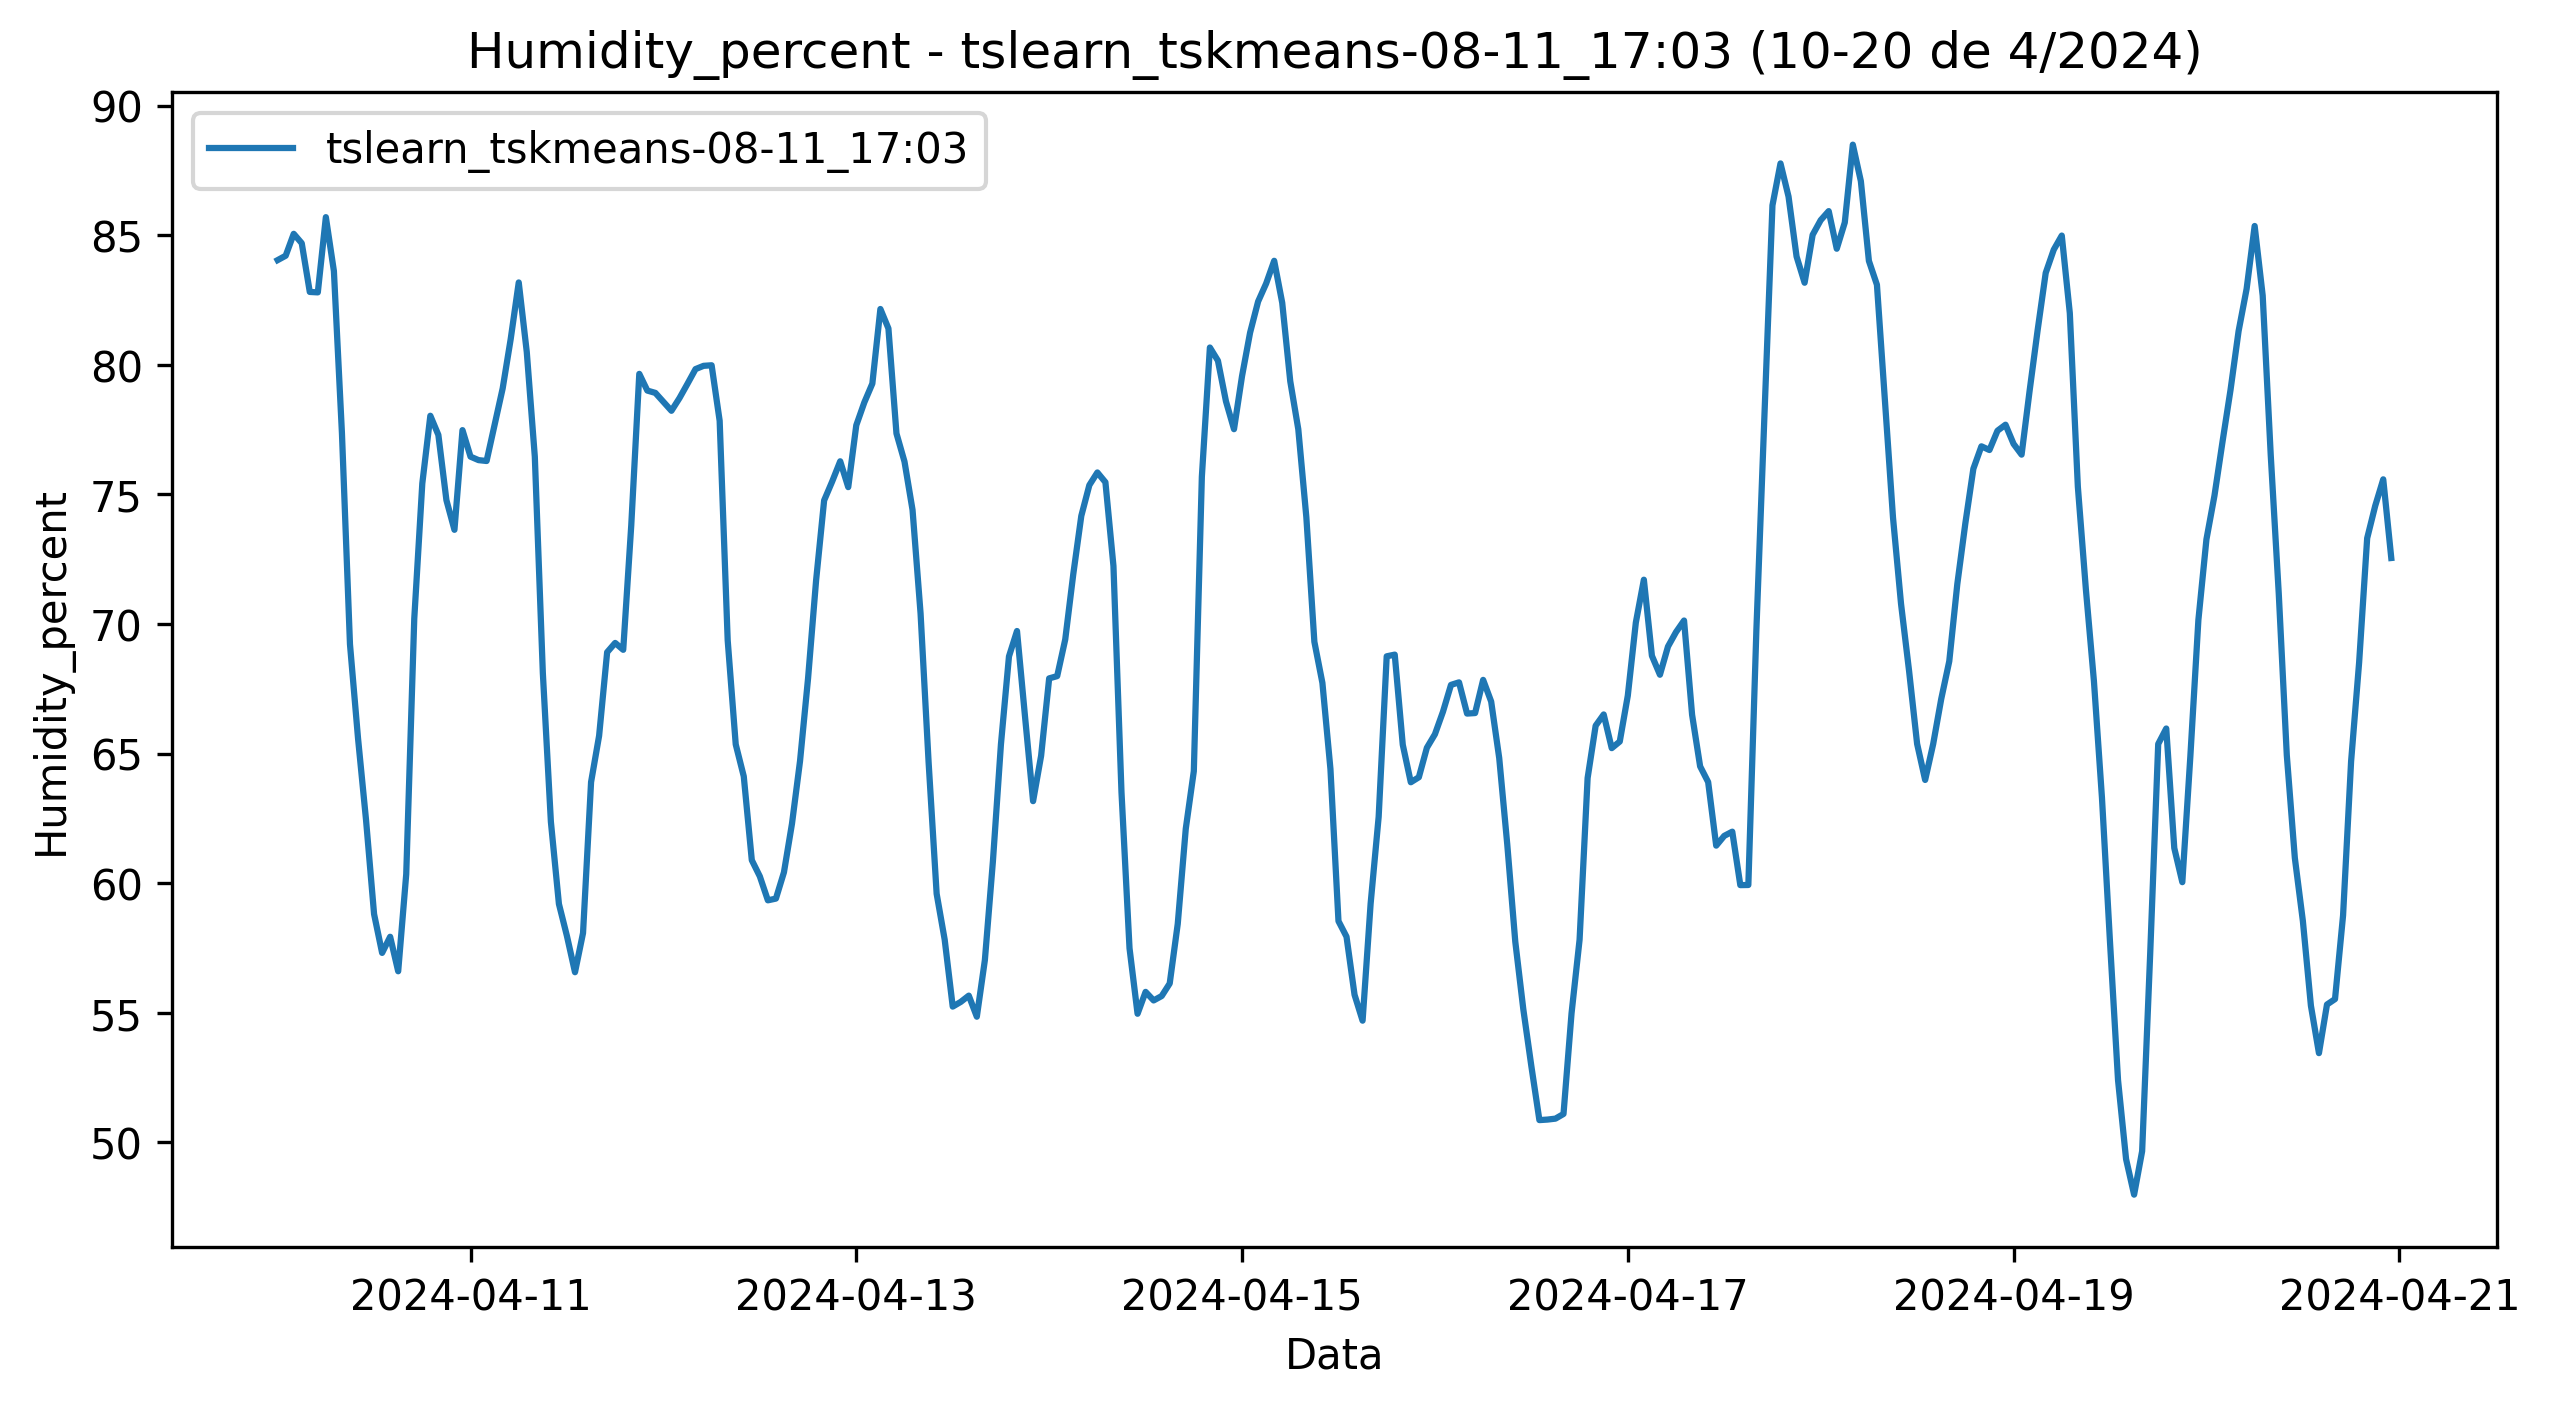 Humidity_percent - tslearn_tskmeans-08-11_17:03 (10-20 de 4/2024)
tslearn_tskmeans-08-11_17:03
Humidity_percent
90
85
80
75
70
65
60
55
50
2024-04-11 2024-04-13 2024-04-15 2024-04-17 2024-04-19 2024-04-21
Data